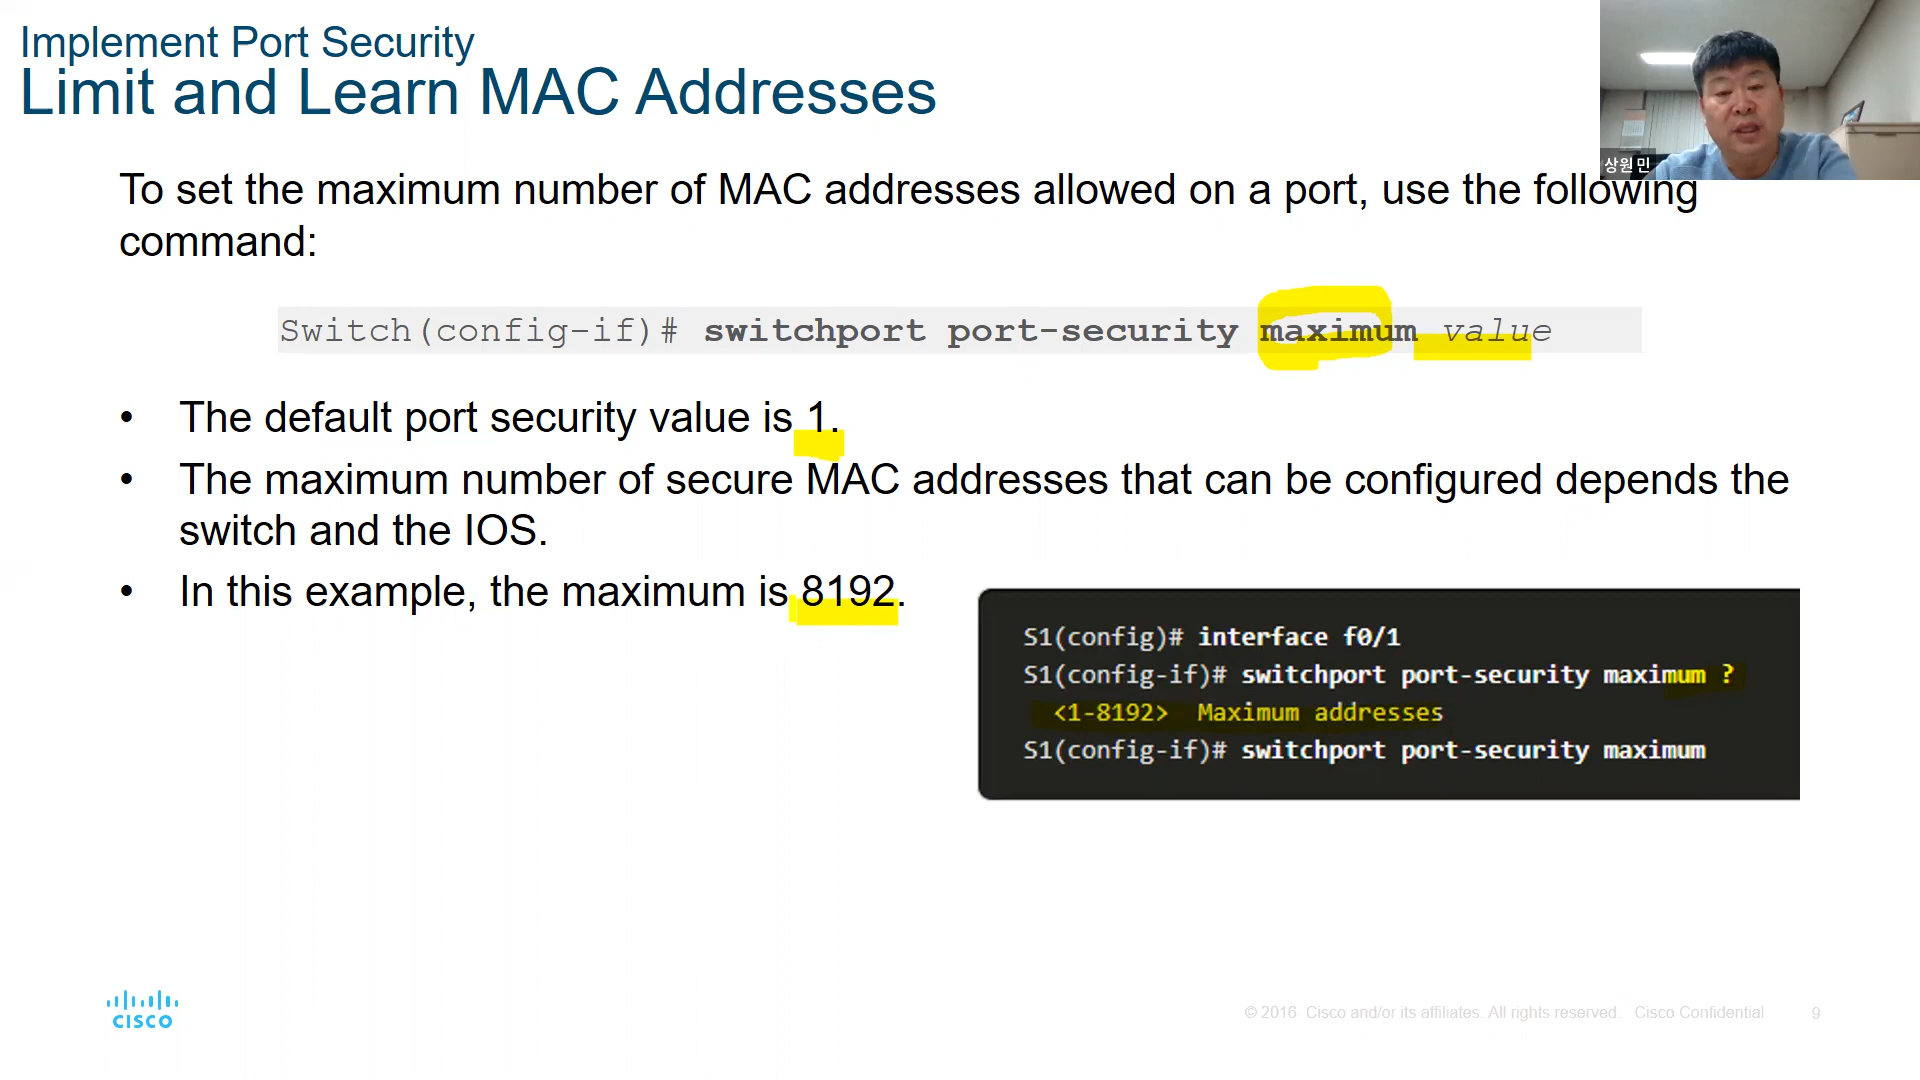 Implement Port Security
Limit and Learn MAC Addresses
상원 민
To set the maximum number of MAC addresses allowed on a port, use the following
command:
Switch(config-if)# switchport port-security maximum value
• The default port security value is 1.
• The maximum number of secure MAC addresses that can be configured depends the
switch and the IOS.
• In this example, the maximum is 8192.
S1(config)# interface f0/1
S1(config-if)# switchport port-security maximum ?
<1-8192> Maximum addresses
S1(config-if)# switchport port-security maximum
CISCO
© 2016 Cisco and/or its affiliates. All rights reserved. Cisco Confidential
9